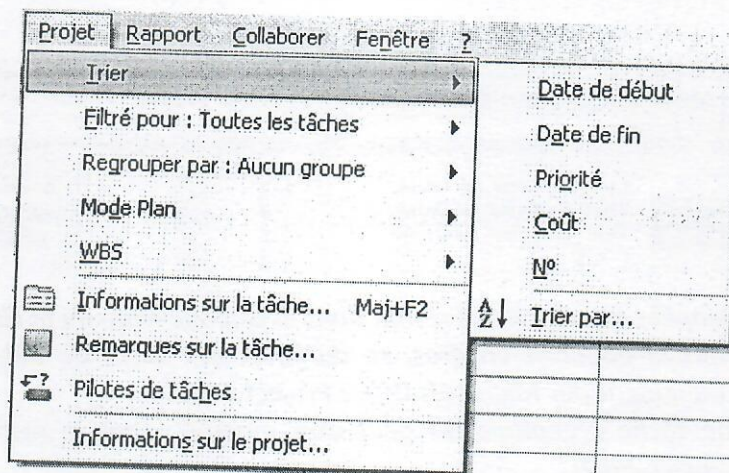 Projet Rapport Collaborer Fenêtre ?
Trier
Filtré pour : Toutes les tâches
Regrouper par : Aucun groupe
Mode Plan
WBS
Informations sur la tâche... Maj+F2
Remarques sur la tâche...
Pilotes de tâches
Informations sur le projet...
Date de début
Date de fin
Priorité
Coût
Nº
AZ↓ Trier par...